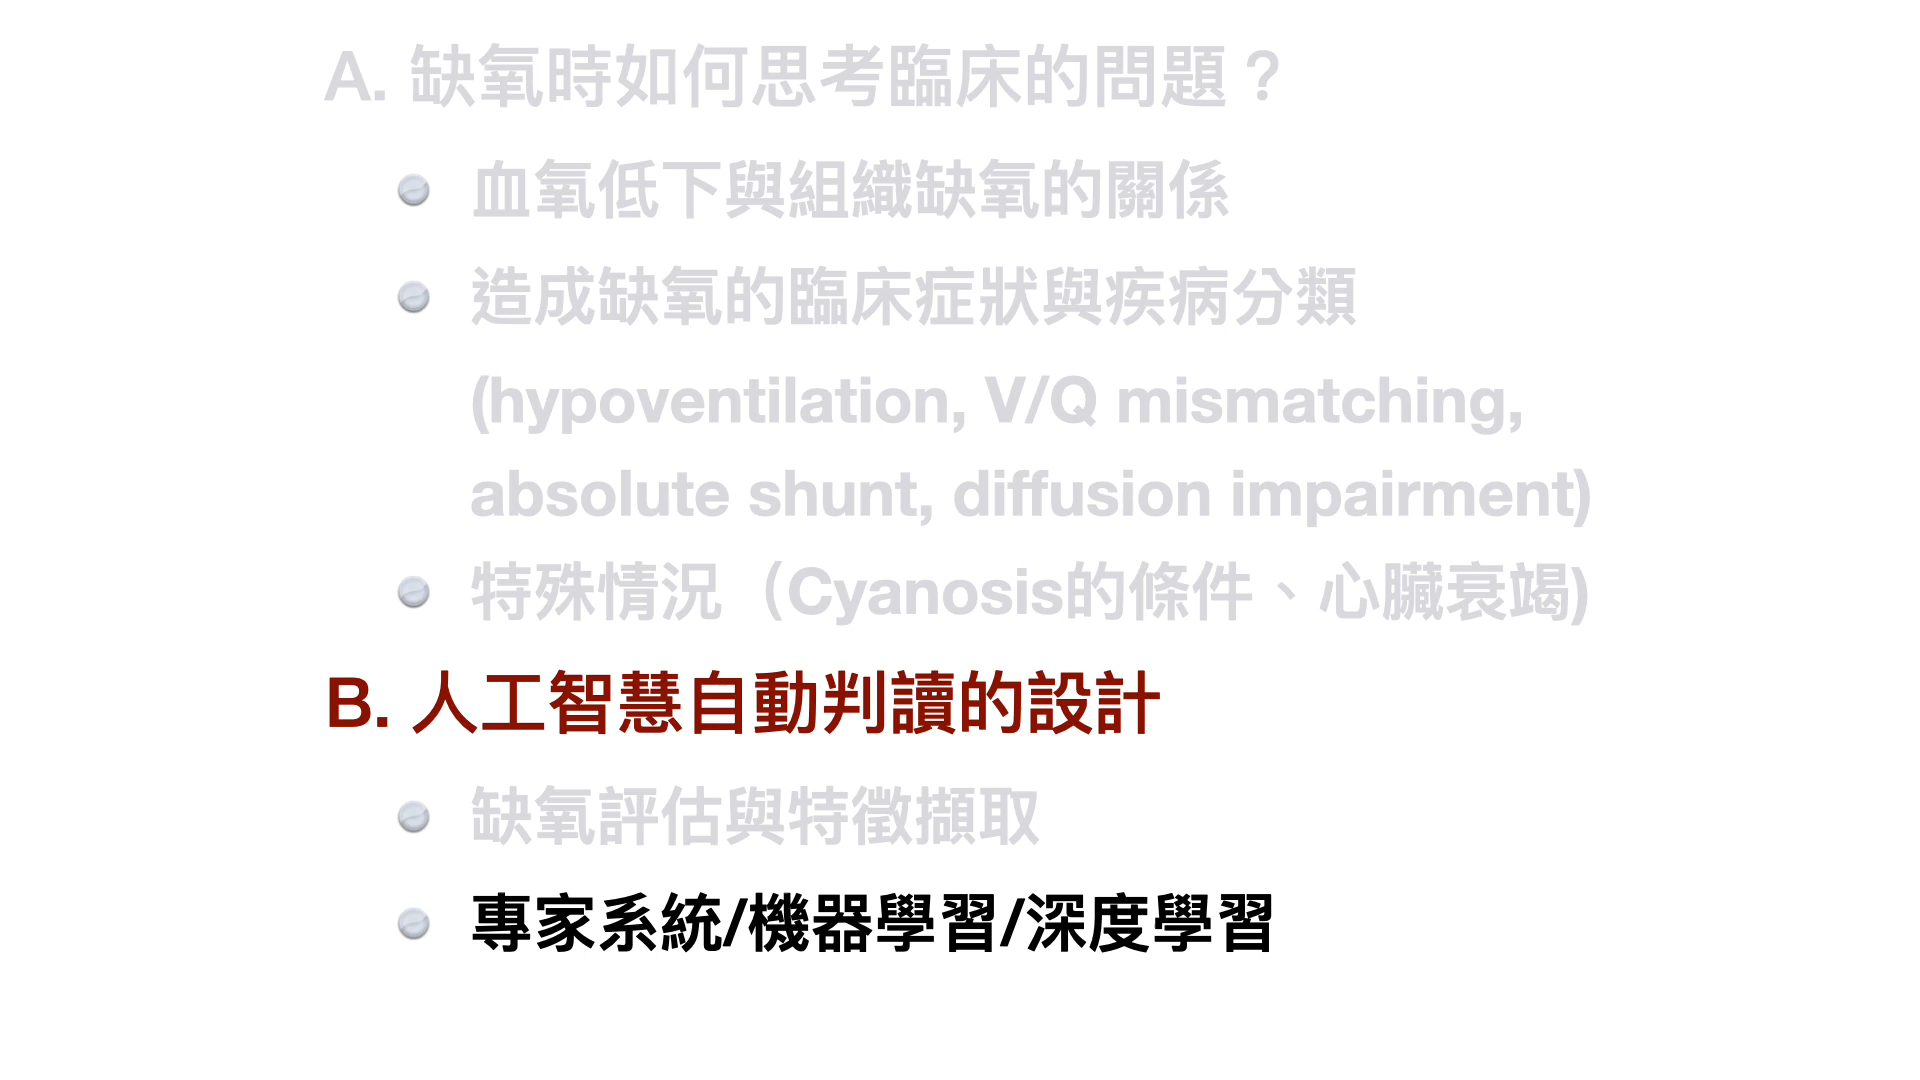 A. 缺氧時如何思考臨床的問題？
血氧低下與組織缺氧的關係
造成缺氧的臨床症狀與疾病分類
(hypoventilation, V/Q mismatching,
absolute shunt, diffusion impairment)
特殊情況（Cyanosis的條件、心臟衰竭)
B. 人工智慧自動判讀的設計
缺氧評估與特徵擷取
專家系統/機器學習/深度學習